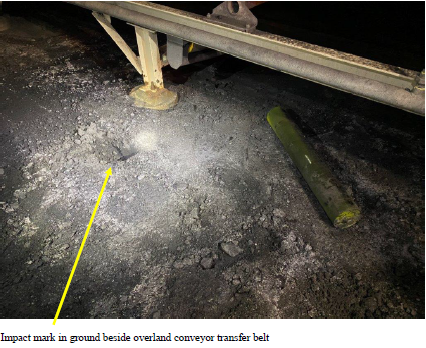 Impact mark in ground beside overland conveyor transfer belt